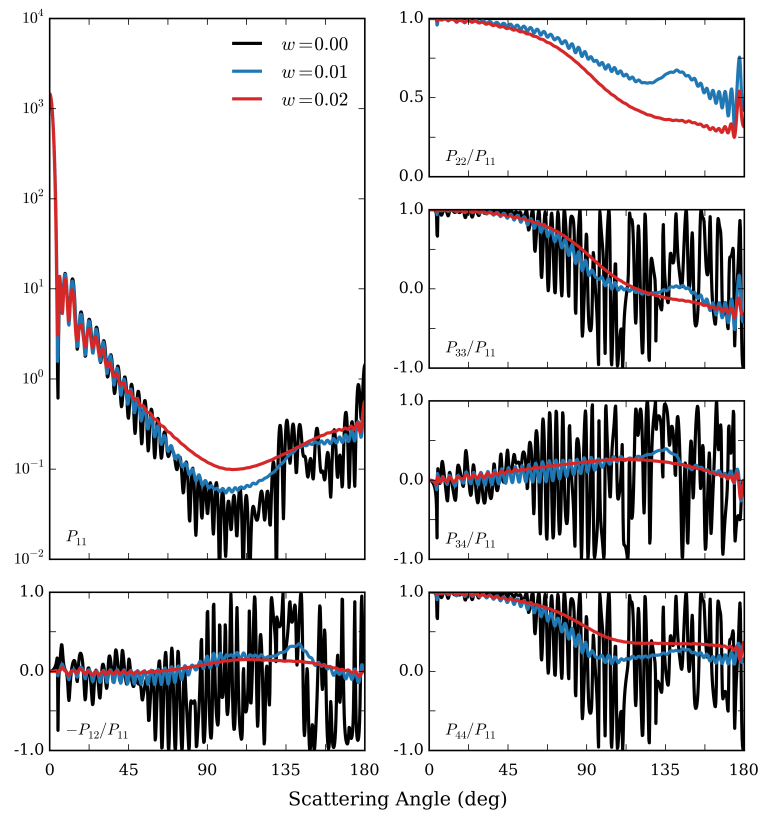 10^4
10^3
10^2
10^1
10^0
10^−1
10^−2
w=0.00
w=0.01
w=0.02
P_11
1.0
0.5
0.0
P_22/P_11
1.0
0.0
-1.0
P_33/P_11
1.0
0.0
-1.0
P_34/P_11
1.0
0.0
-1.0
−P_12/P_11
0 45 90 135 180
1.0
0.0
-1.0
P_44/P_11
0 45 90 135 180
Scattering Angle (deg)